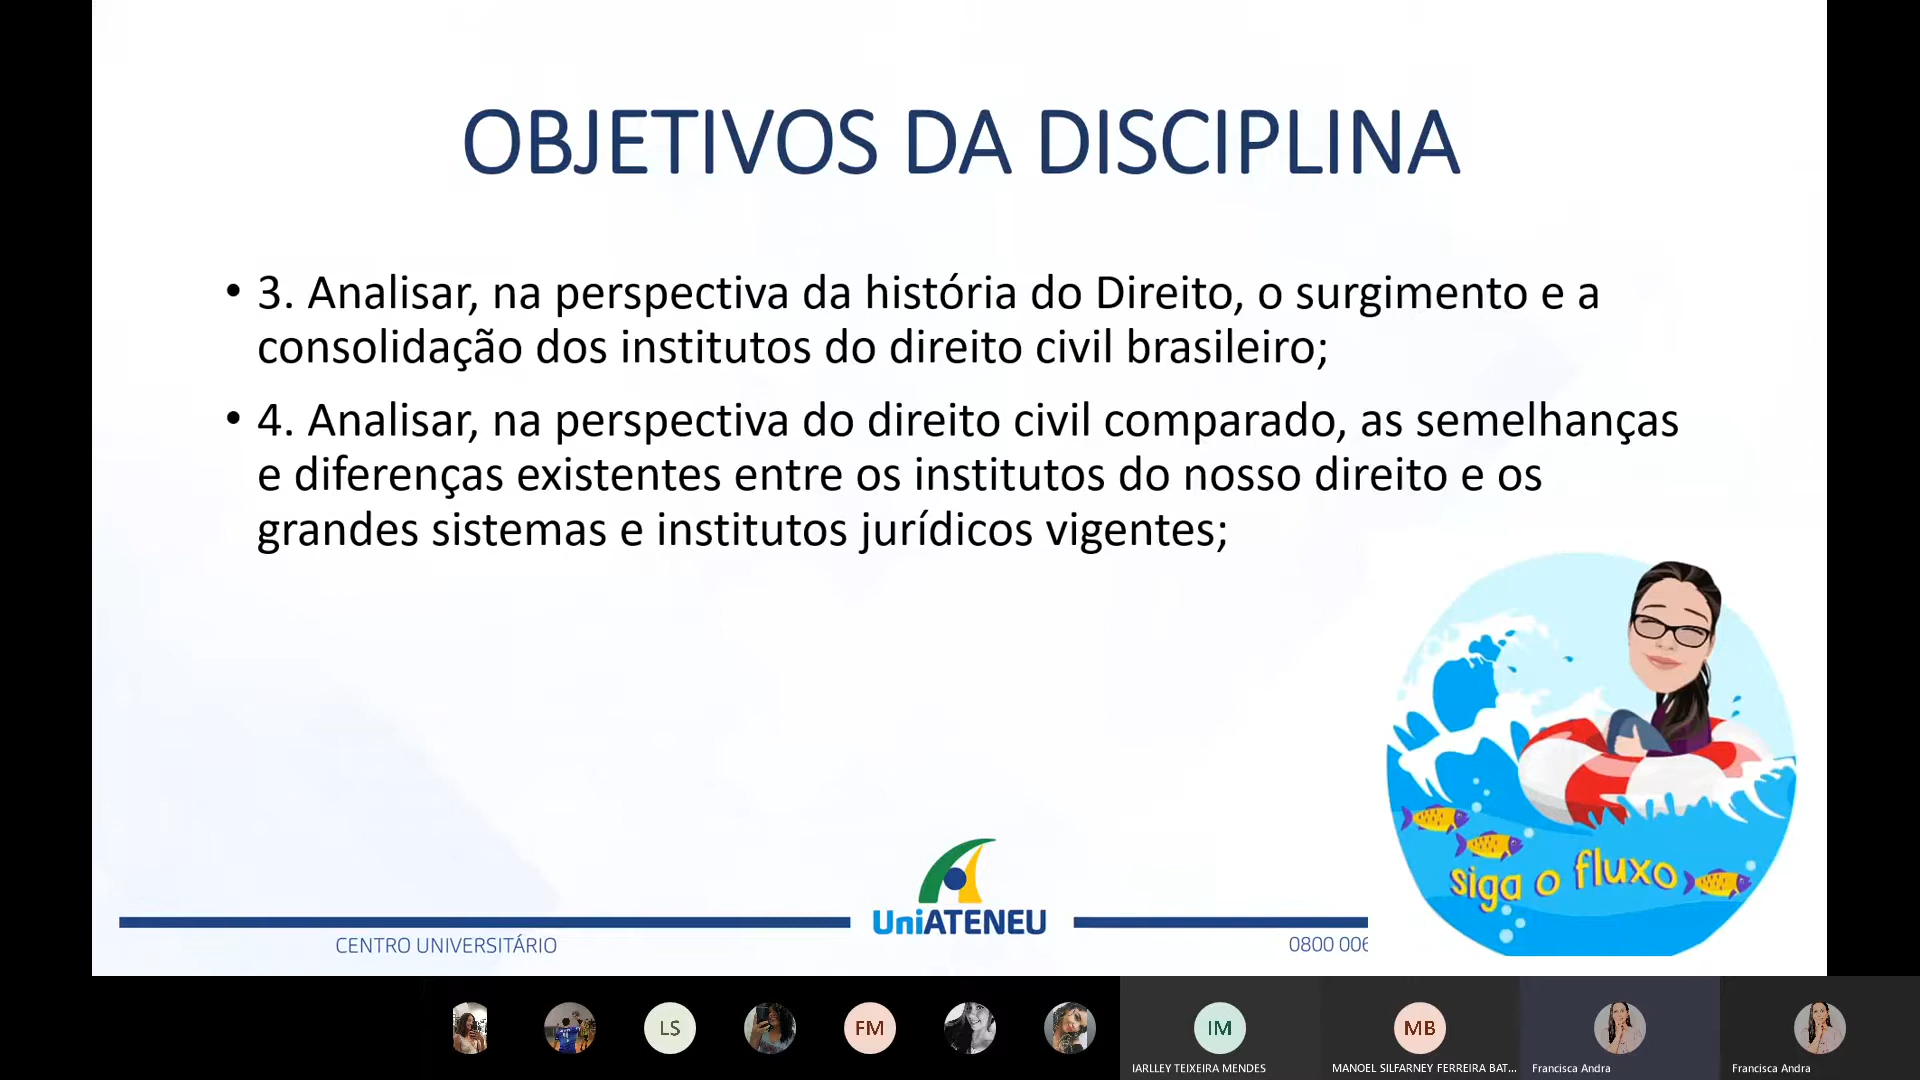 OBJETIVOS DA DISCIPLINA
• 3. Analisar, na perspectiva da história do Direito, o surgimento e a
consolidação dos institutos do direito civil brasileiro;
• 4. Analisar, na perspectiva do direito civil comparado, as semelhanças
e diferenças existentes entre os institutos do nosso direito e os
grandes sistemas e institutos jurídicos vigentes;
siga o fluxo
UniATENEU
CENTRO UNIVERSITÁRIO
0800 006
LS
FM
IM
MB
IARLLEY TEIXEIRA MENDES
MANOEL SILFARNEY FERREIRA BAT...
Francisca Andra
Francisca Andra